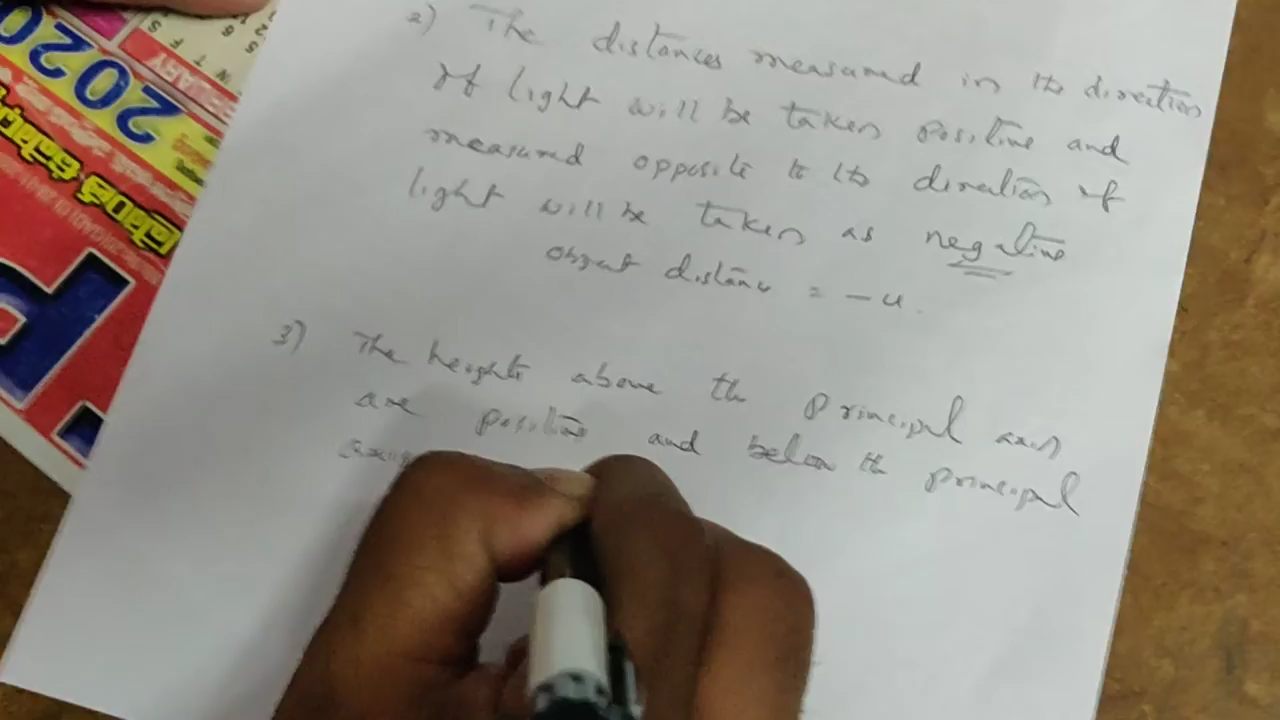 2020
2) The distances measured in the direction
of light will be taken positive and
measured opposite to the direction of
light will be taken as negative
object distance = -u.
3) The heights above the principal axis
are positive and below the principal
axis